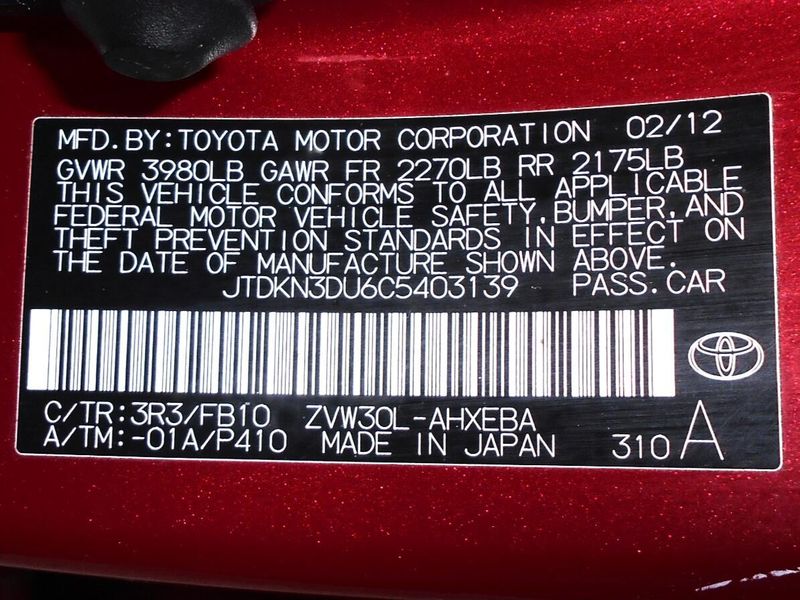 MFD.BY:TOYOTA MOTOR CORPORATION 02/12
GVWR 3980LB GAWR FR 2270LB RR 2175LB
THIS VEHICLE CONFORMS TO ALL APPLICABLE
FEDERAL MOTOR VEHICLE SAFETY,BUMPER,AND
THEFT PREVENTION STANDARDS IN EFFECT ON
THE DATE OF MANUFACTURE SHOWN ABOVE.
JTDKN3DU6C5403139 PASS.CAR
C/TR:3R3/FB10 ZVW30L-AHXEBA
A/TM:-01A/P410 MADE IN JAPAN 310 A